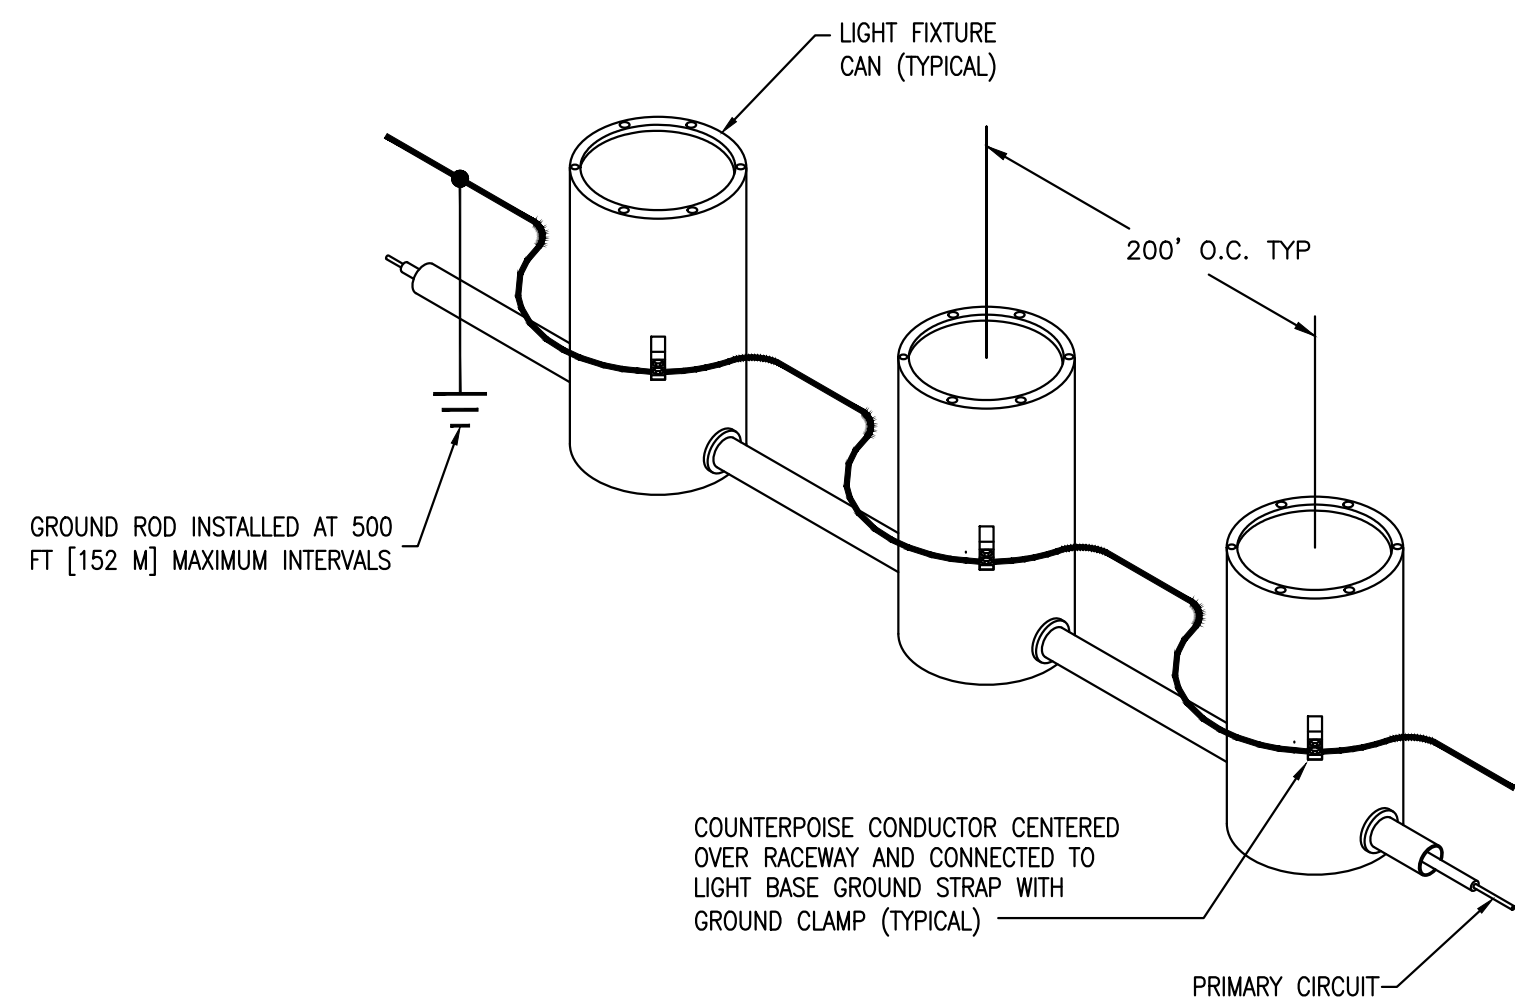 LIGHT FIXTURE
CAN (TYPICAL)
200' O.C. TYP
GROUND ROD INSTALLED AT 500
FT [152 M] MAXIMUM INTERVALS
COUNTERPOISE CONDUCTOR CENTERED
OVER RACEWAY AND CONNECTED TO
LIGHT BASE GROUND STRAP WITH
GROUND CLAMP (TYPICAL)
PRIMARY CIRCUIT